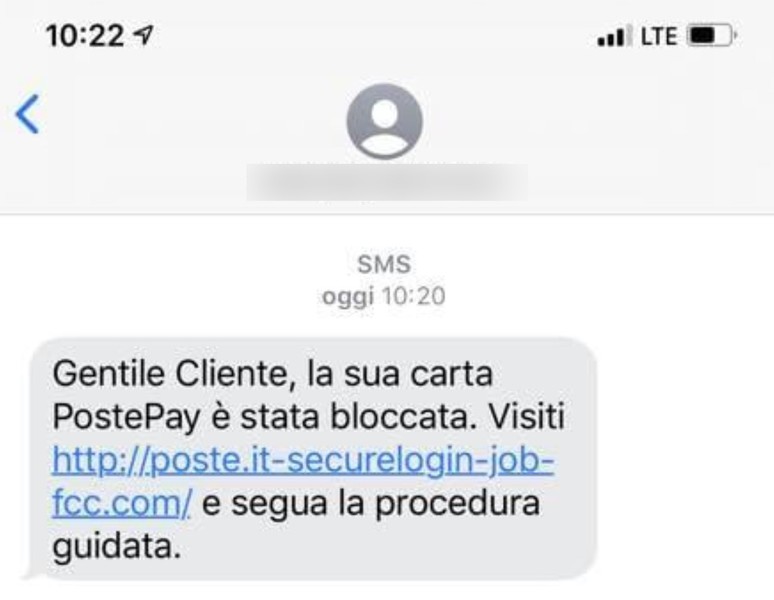 10:22
LTE
SMS
oggi 10:20
Gentile Cliente, la sua carta
PostePay è stata bloccata. Visiti
http://poste.it-securelogin-job-
fcc.com/ e segua la procedura
guidata.